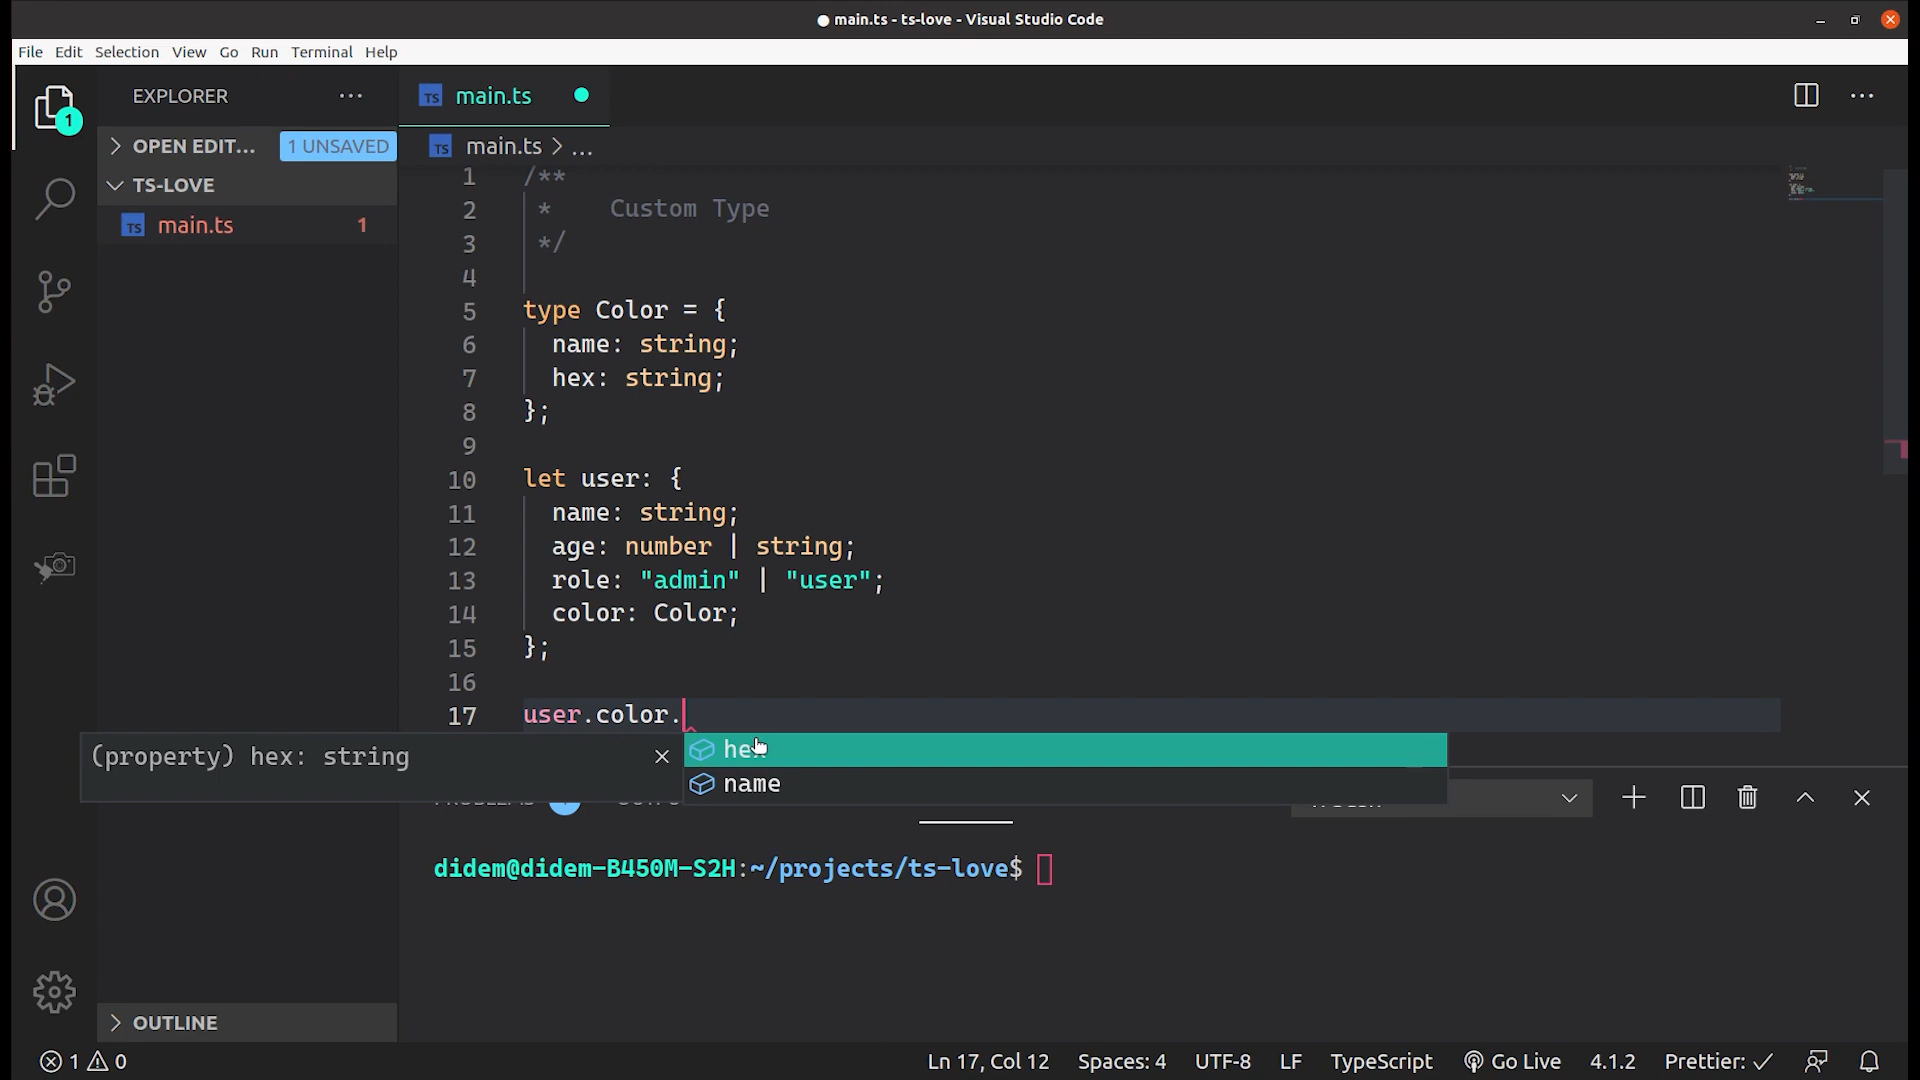 ● main.ts - ts-love - Visual Studio Code
File Edit Selection View Go Run Terminal Help
EXPLORER ...
OPEN EDIT... 1 UNSAVED
TS-LOVE
TS main.ts 1
1
TS main.ts
TS main.ts > ...
1 /**
2 * Custom Type
3 */
4
5 type Color = {
6 name: string;
7 hex: string;
8 };
9
10 let user: {
11 name: string;
12 age: number | string;
13 role: "admin" | "user";
14 color: Color;
15 };
16
17 user.color.
(property) hex: string
hex
name
didem@didem-B450M-S2H:~/projects/ts-love$
OUTLINE
1 0
Ln 17, Col 12 Spaces: 4 UTF-8 LF TypeScript Go Live 4.1.2 Prettier: ✓